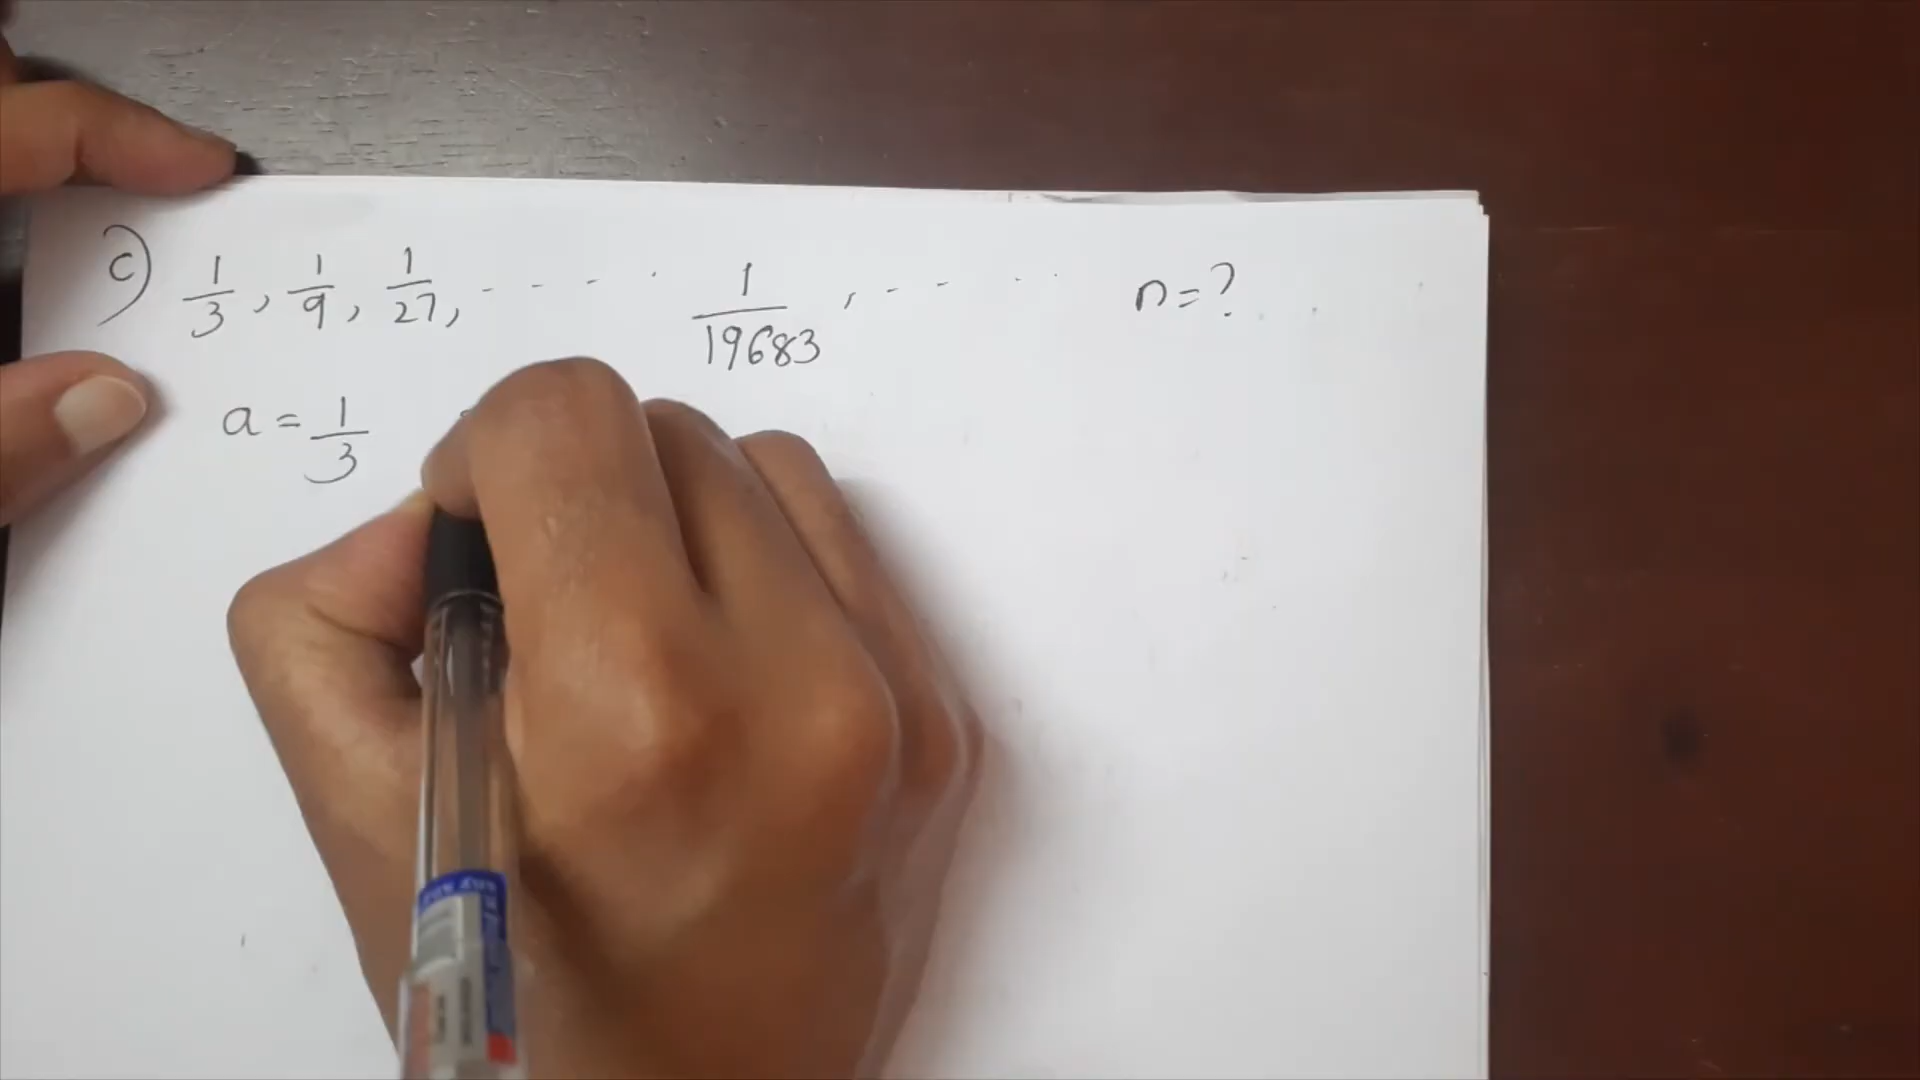 c) 1/3, 1/9, 1/27, - - - - . 1/19683, - - - . . n=?
a = 1/3